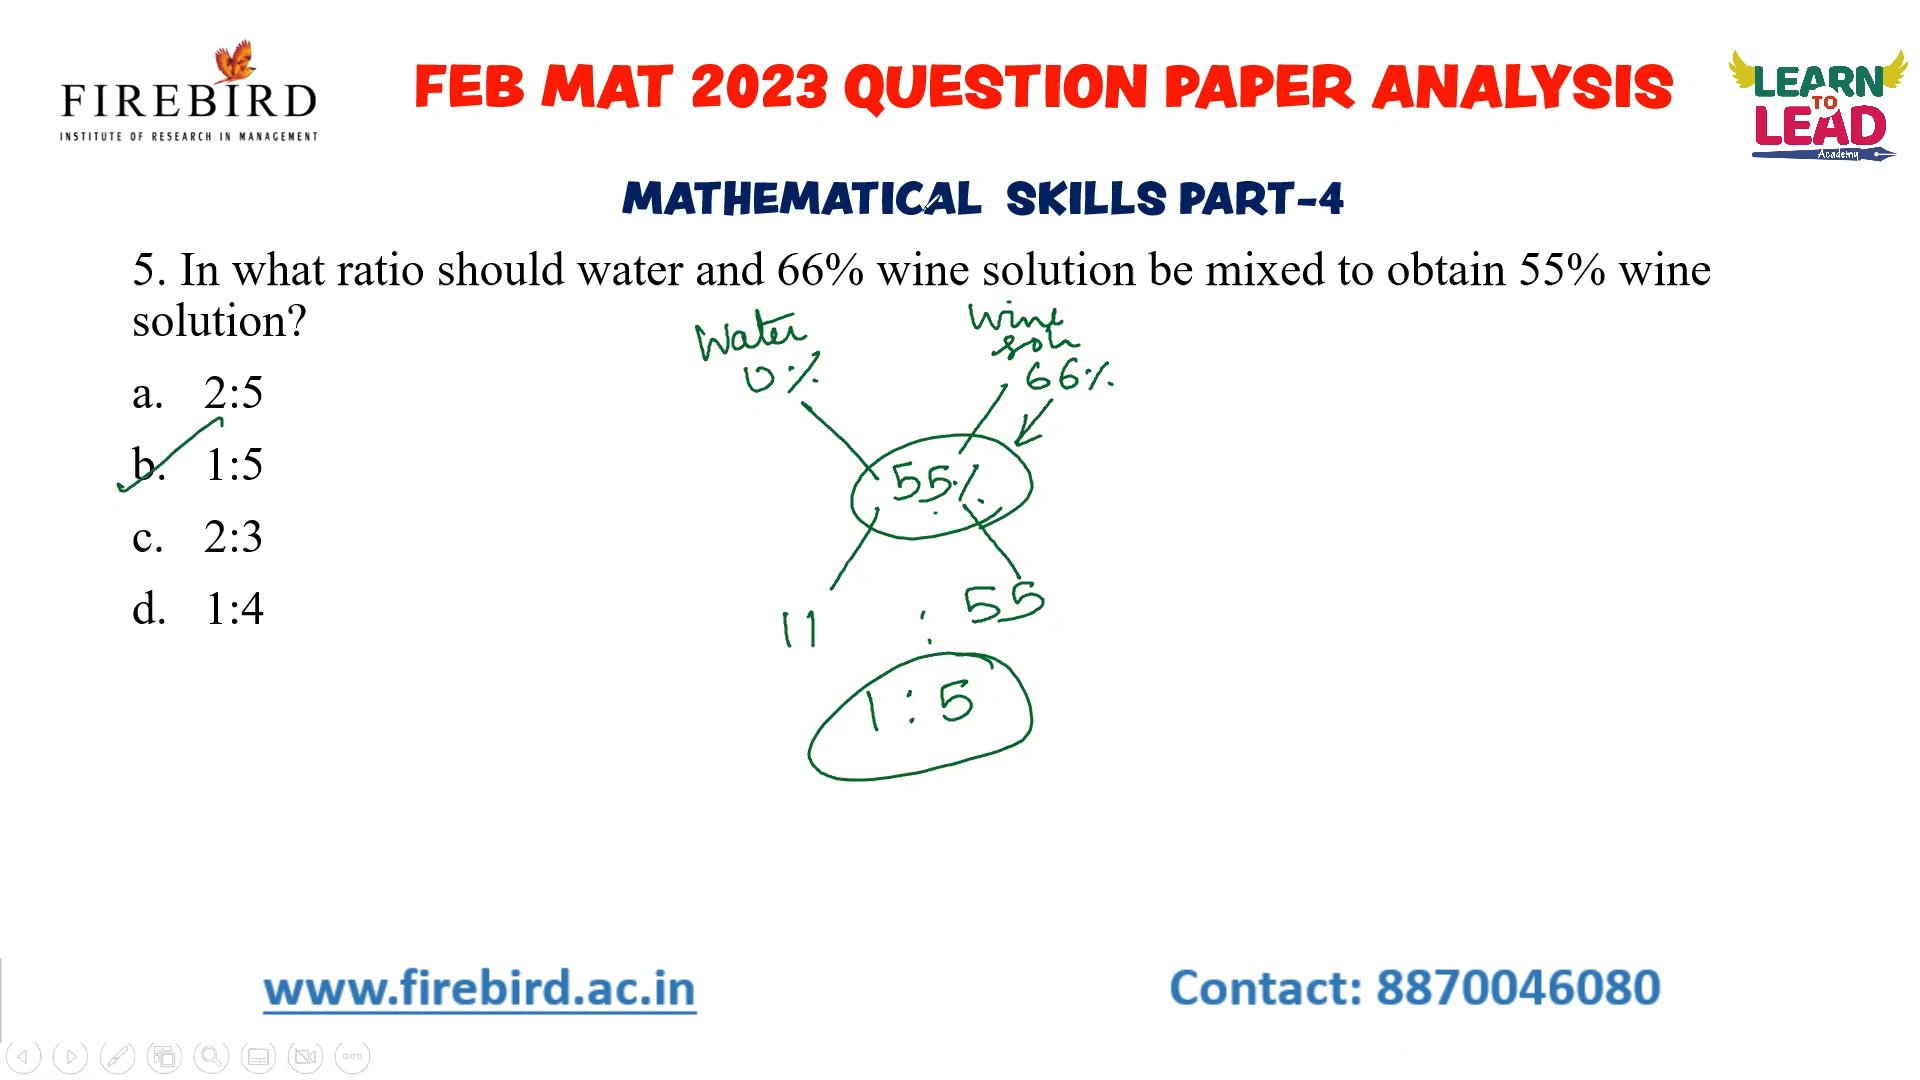 FIREBIRD
INSTITUTE OF RESEARCH IN MANAGEMENT
FEB MAT 2023 QUESTION PAPER ANALYSIS
LEARN
TO
LEAD
Academy
MATHEMATICAL SKILLS PART-4
5. In what ratio should water and 66% wine solution be mixed to obtain 55% wine
solution?
a. 2:5
b. 1:5
c. 2:3
d. 1:4
Water
0%
Wine
soln
66%
55%
11 : 55
1:5
www.firebird.ac.in
Contact: 8870046080